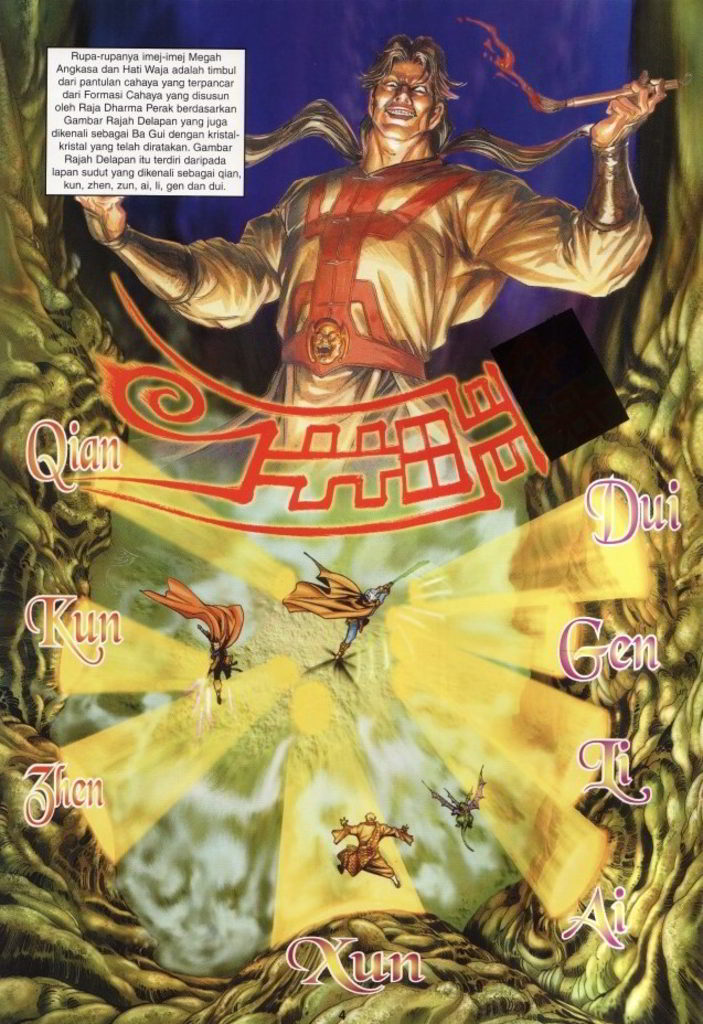 Rupa-rupanya imej-imej Megah
Angkasa dan Hati Waja adalah timbul
dari pantulan cahaya yang terpancar
dari Formasi Cahaya yang disusun
oleh Raja Dharma Perak berdasarkan
Gambar Rajah Delapan yang juga
dikenali sebagai Ba Gui dengan kristal-
kristal yang telah diratakan. Gambar
Rajah Delapan itu terdiri daripada
lapan sudut yang dikenali sebagai qian,
kun, zhen, zun, ai, li, gen dan dui.
Qian
Dui
Kun
Gen
Zhen
Li
Ai
Xun
4